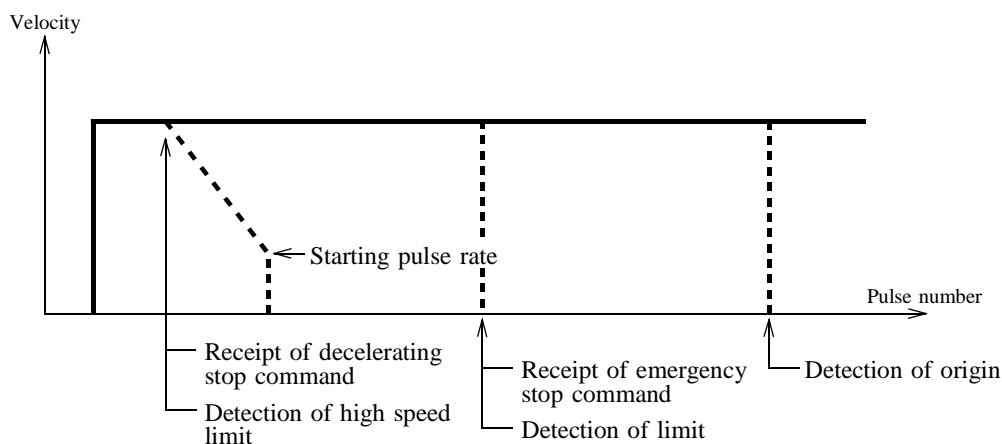 Velocity
Starting pulse rate
Pulse number
Receipt of decelerating
stop command
Detection of high speed
limit
Receipt of emergency
stop command
Detection of limit
Detection of origin